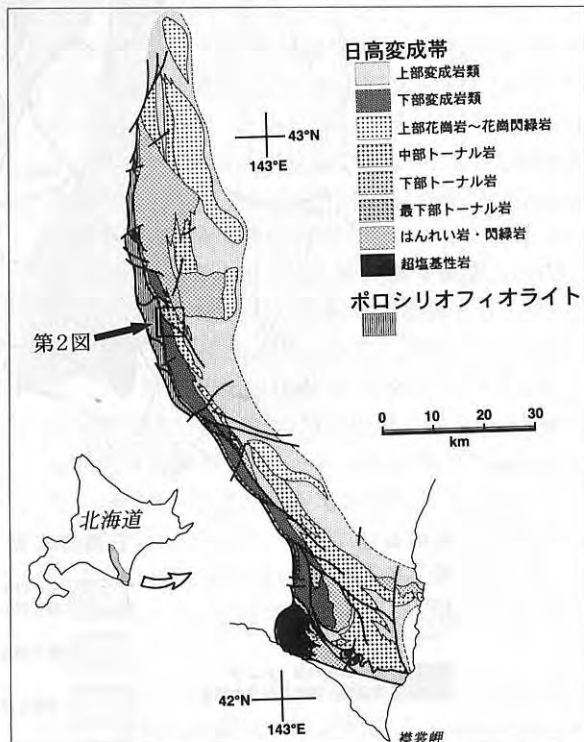 日高変成帯
上部変成岩類
下部変成岩類
上部花崗岩~花崗閃緑岩
中部トーナル岩
下部トーナル岩
最下部トーナル岩
はんれい岩・閃緑岩
超塩基性岩
ポロシリオフィオライト
43°N
143°E
第2図
0 10 20 30
km
北海道
42°N
143°E
襟裳岬